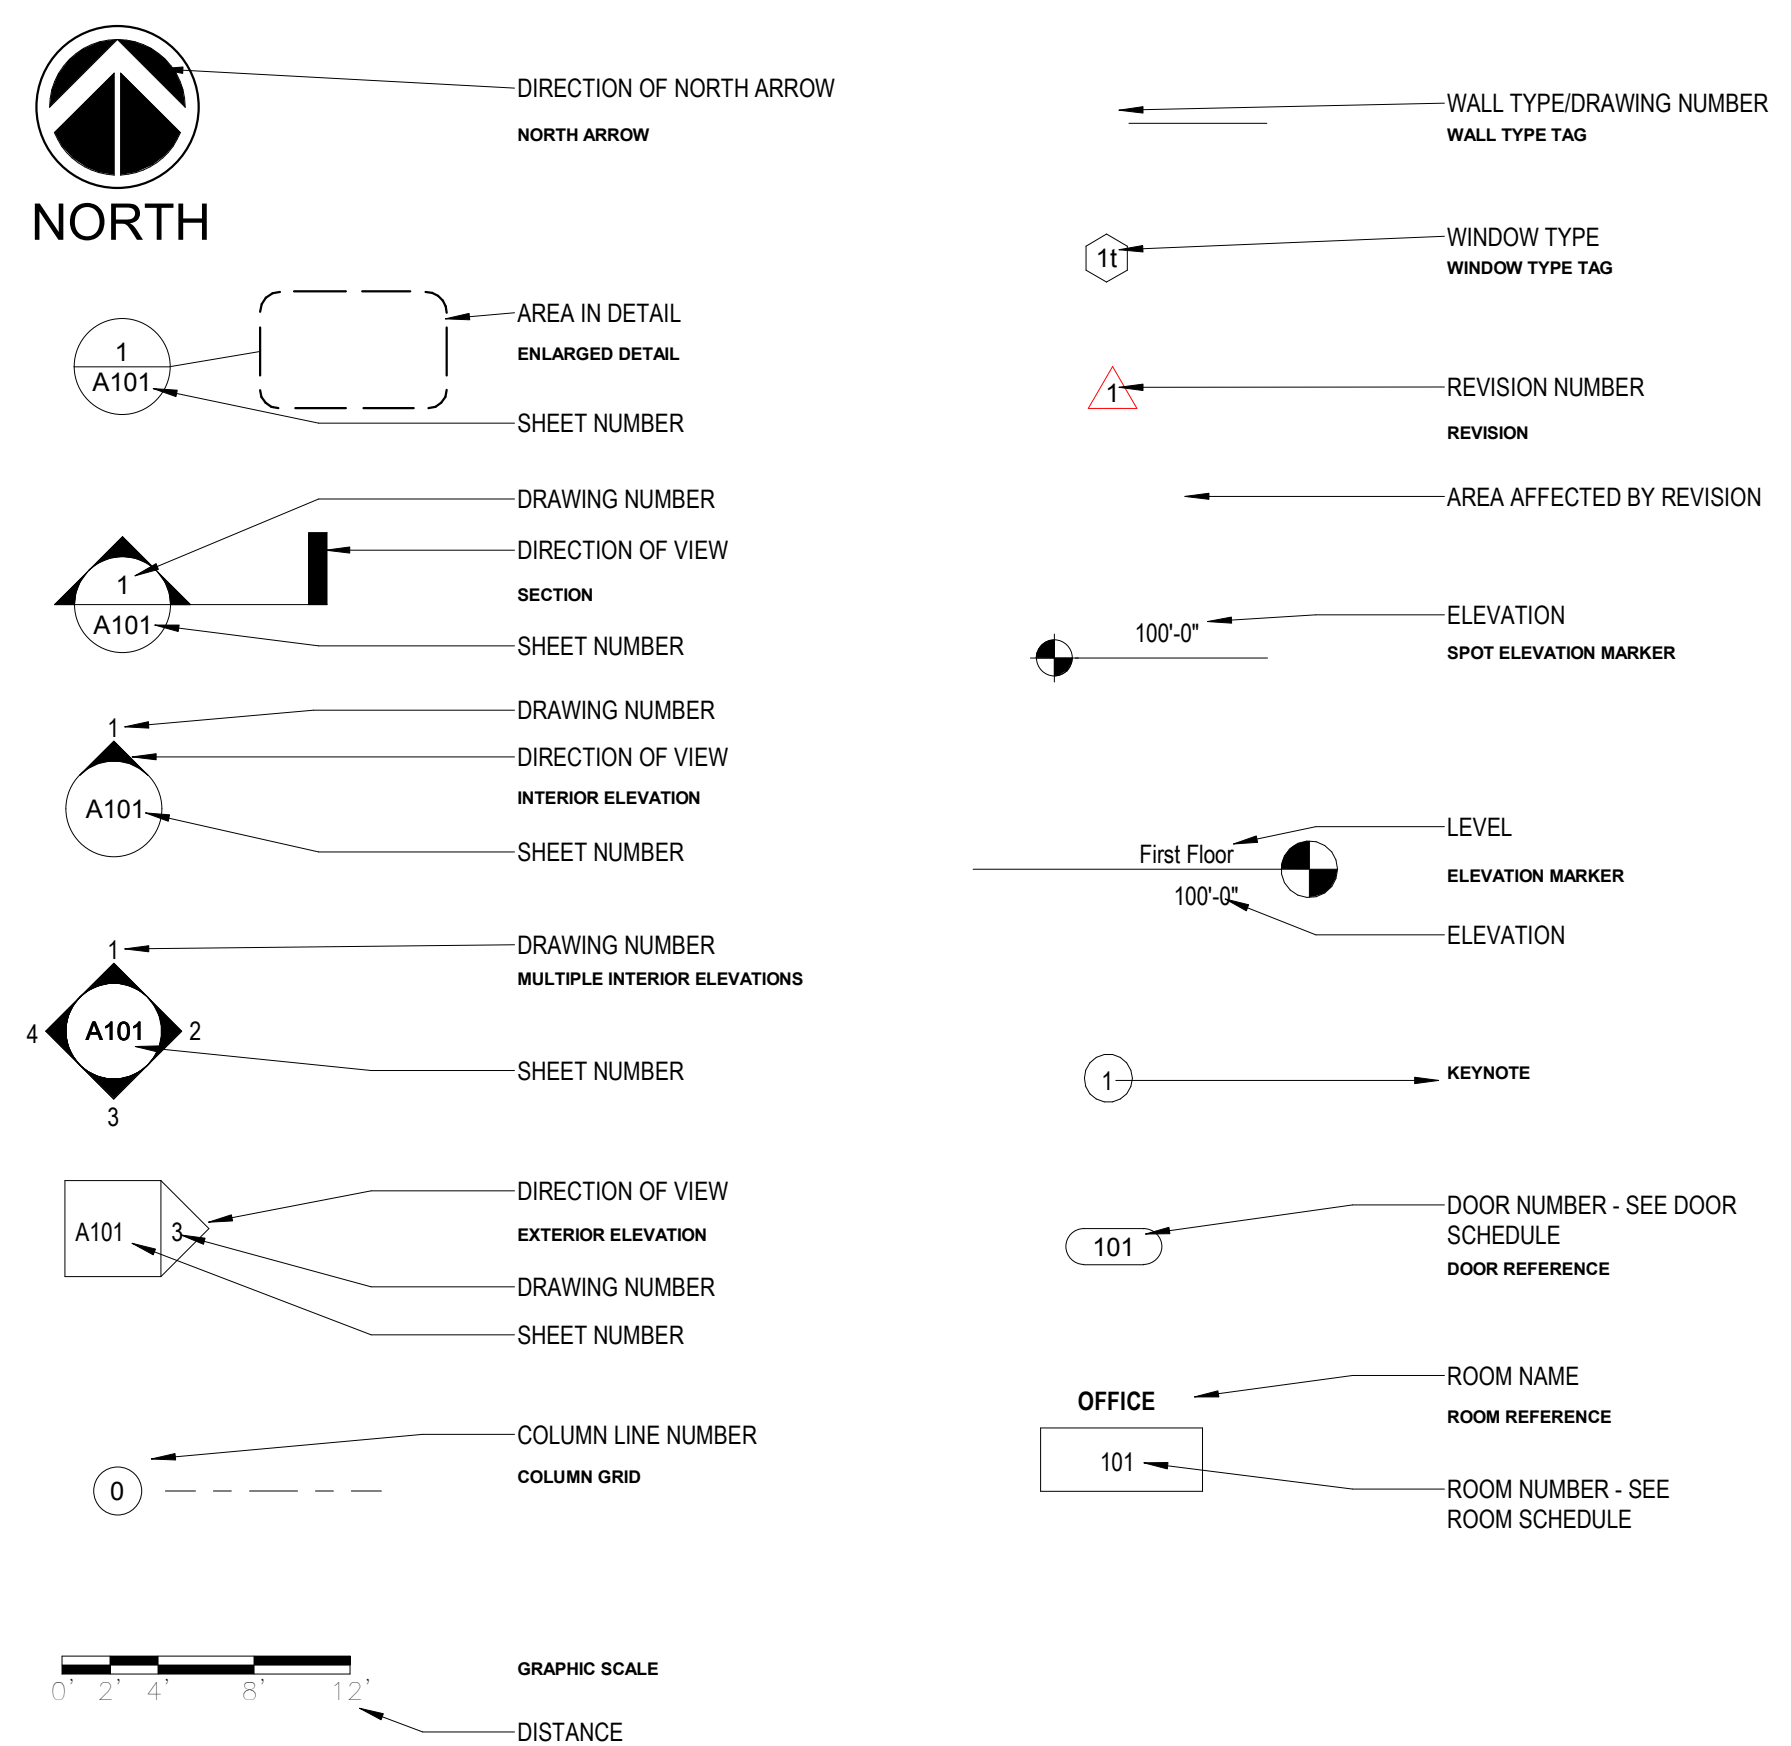 DIRECTION OF NORTH ARROW
NORTH ARROW
NORTH
1
A101
AREA IN DETAIL
ENLARGED DETAIL
SHEET NUMBER
DRAWING NUMBER
DIRECTION OF VIEW
1
SECTION
A101
SHEET NUMBER
DRAWING NUMBER
1
DIRECTION OF VIEW
INTERIOR ELEVATION
A101
SHEET NUMBER
1
DRAWING NUMBER
MULTIPLE INTERIOR ELEVATIONS
4
A101
2
SHEET NUMBER
3
DIRECTION OF VIEW
A101
3
EXTERIOR ELEVATION
DRAWING NUMBER
SHEET NUMBER
COLUMN LINE NUMBER
COLUMN GRID
0
GRAPHIC SCALE
0' 2' 4' 8' 12'
DISTANCE
WALL TYPE/DRAWING NUMBER
WALL TYPE TAG
WINDOW TYPE
1t
WINDOW TYPE TAG
REVISION NUMBER
1
REVISION
AREA AFFECTED BY REVISION
ELEVATION
100'-0"
SPOT ELEVATION MARKER
LEVEL
First Floor
ELEVATION MARKER
100'-0"
ELEVATION
1
KEYNOTE
DOOR NUMBER - SEE DOOR
SCHEDULE
101
DOOR REFERENCE
ROOM NAME
OFFICE
ROOM REFERENCE
101
ROOM NUMBER - SEE
ROOM SCHEDULE